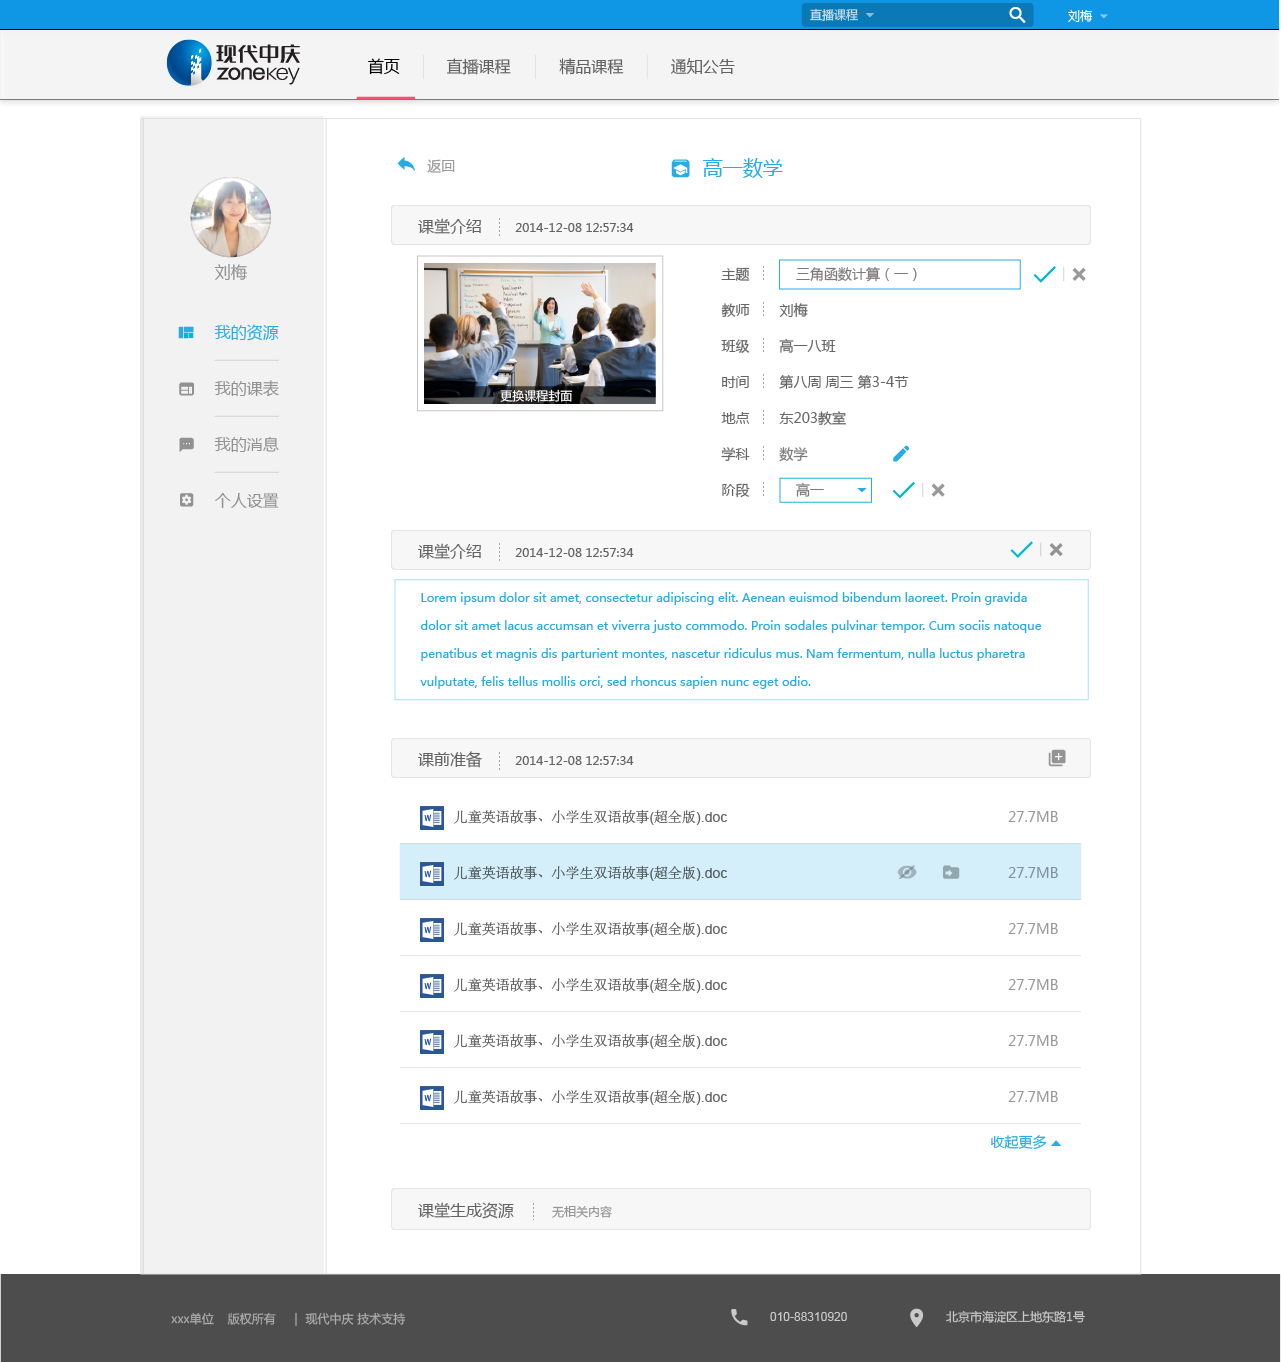 直播课程
刘梅
现代中庆
zonekey
首页 直播课程 精品课程 通知公告
返回
高一数学
刘梅
我的资源
我的课表
我的消息
个人设置
课堂介绍 2014-12-08 12:57:34
更换课程封面
主题 三角函数计算（一）
教师 刘梅
班级 高一八班
时间 第八周 周三 第3-4节
地点 东203教室
学科 数学
阶段 高一
课堂介绍 2014-12-08 12:57:34
Lorem ipsum dolor sit amet, consectetur adipiscing elit. Aenean euismod bibendum laoreet. Proin gravida
dolor sit amet lacus accumsan et viverra justo commodo. Proin sodales pulvinar tempor. Cum sociis natoque
penatibus et magnis dis parturient montes, nascetur ridiculus mus. Nam fermentum, nulla luctus pharetra
vulputate, felis tellus mollis orci, sed rhoncus sapien nunc eget odio.
课前准备 2014-12-08 12:57:34
儿童英语故事、小学生双语故事(超全版).doc 27.7MB
儿童英语故事、小学生双语故事(超全版).doc 27.7MB
儿童英语故事、小学生双语故事(超全版).doc 27.7MB
儿童英语故事、小学生双语故事(超全版).doc 27.7MB
儿童英语故事、小学生双语故事(超全版).doc 27.7MB
儿童英语故事、小学生双语故事(超全版).doc 27.7MB
收起更多
课堂生成资源 无相关内容
xxx单位 版权所有 | 现代中庆 技术支持
010-88310920
北京市海淀区上地东路1号